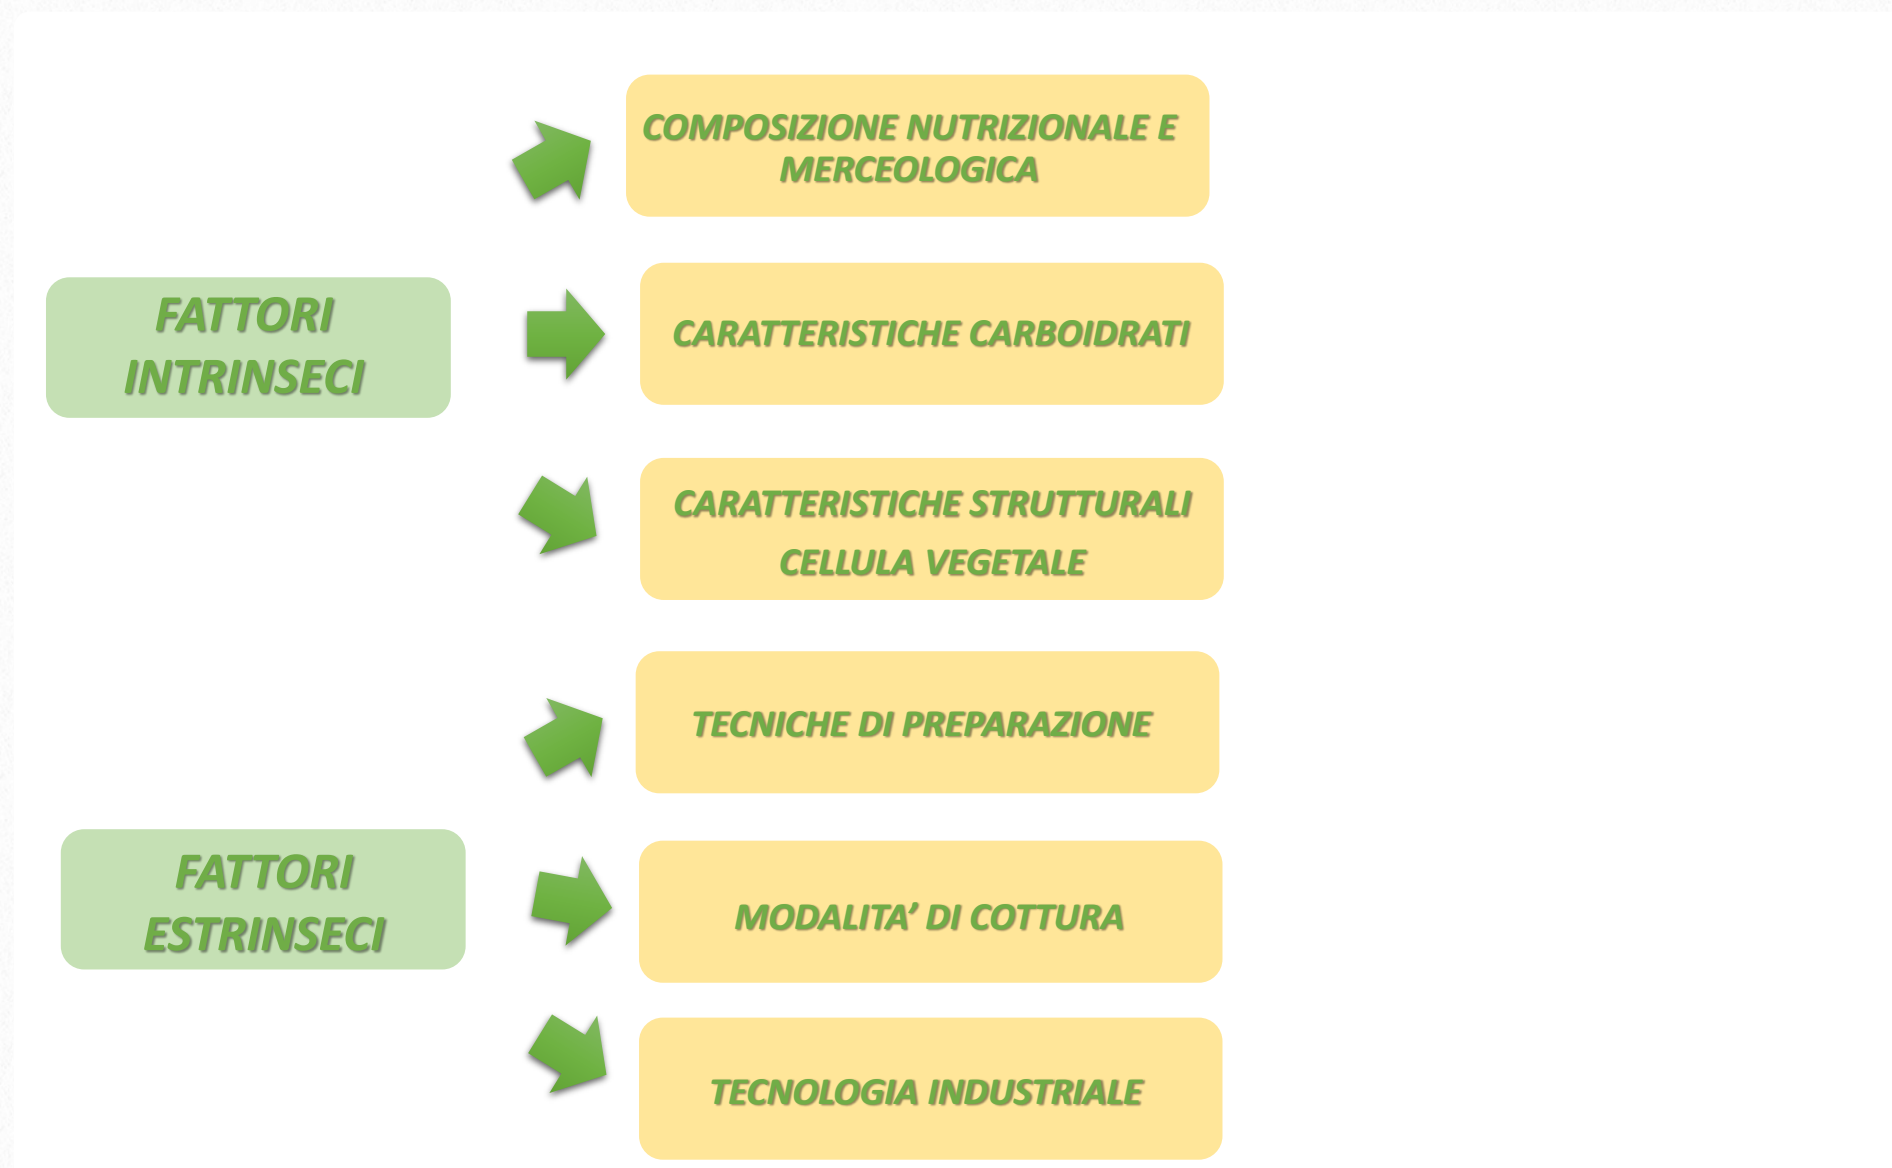 COMPOSIZIONE NUTRIZIONALE E
MERCEOLOGICA
FATTORI
INTRINSECI
CARATTERISTICHE CARBOIDRATI
CARATTERISTICHE STRUTTURALI
CELLULA VEGETALE
TECNICHE DI PREPARAZIONE
FATTORI
ESTRINSECI
MODALITA’ DI COTTURA
TECNOLOGIA INDUSTRIALE